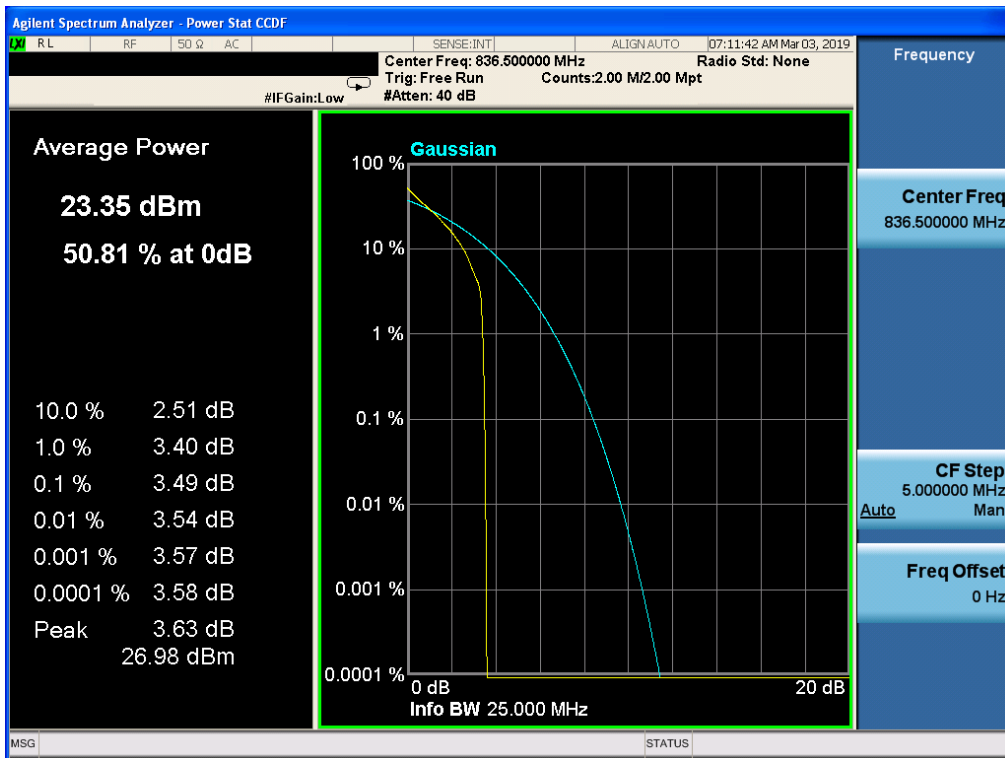 Agilent Spectrum Analyzer - Power Stat CCDF
LXI RL RF 50 Ω AC SENSE:INT ALIGN AUTO 07:11:42 AM Mar 03, 2019
Center Freq: 836.500000 MHz Radio Std: None
Trig: Free Run Counts:2.00 M/2.00 Mpt
#IFGain:Low #Atten: 40 dB
Frequency
Average Power
23.35 dBm
50.81 % at 0dB
10.0 % 2.51 dB
1.0 % 3.40 dB
0.1 % 3.49 dB
0.01 % 3.54 dB
0.001 % 3.57 dB
0.0001 % 3.58 dB
Peak 3.63 dB
26.98 dBm
Gaussian
100 %
10 %
1 %
0.1 %
0.01 %
0.001 %
0.0001 %
0 dB 20 dB
Info BW 25.000 MHz
Center Freq
836.500000 MHz
CF Step
5.000000 MHz
Auto Man
Freq Offset
0 Hz
MSG STATUS